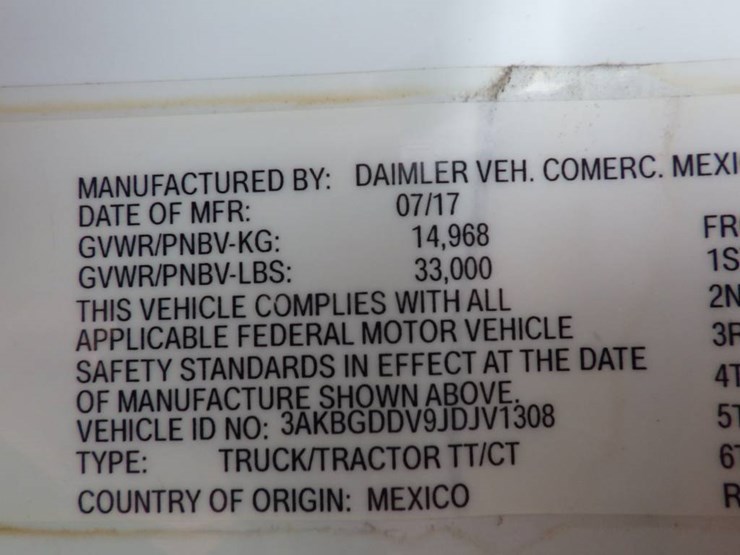 MANUFACTURED BY: DAIMLER VEH. COMERC. MEXI
DATE OF MFR: 07/17
GVWR/PNBV-KG: 14,968 FR
GVWR/PNBV-LBS: 33,000 1S
THIS VEHICLE COMPLIES WITH ALL 2N
APPLICABLE FEDERAL MOTOR VEHICLE 3R
SAFETY STANDARDS IN EFFECT AT THE DATE 4T
OF MANUFACTURE SHOWN ABOVE.
VEHICLE ID NO: 3AKBGDDV9JDJV1308 5T
TYPE: TRUCK/TRACTOR TT/CT 6T
COUNTRY OF ORIGIN: MEXICO R